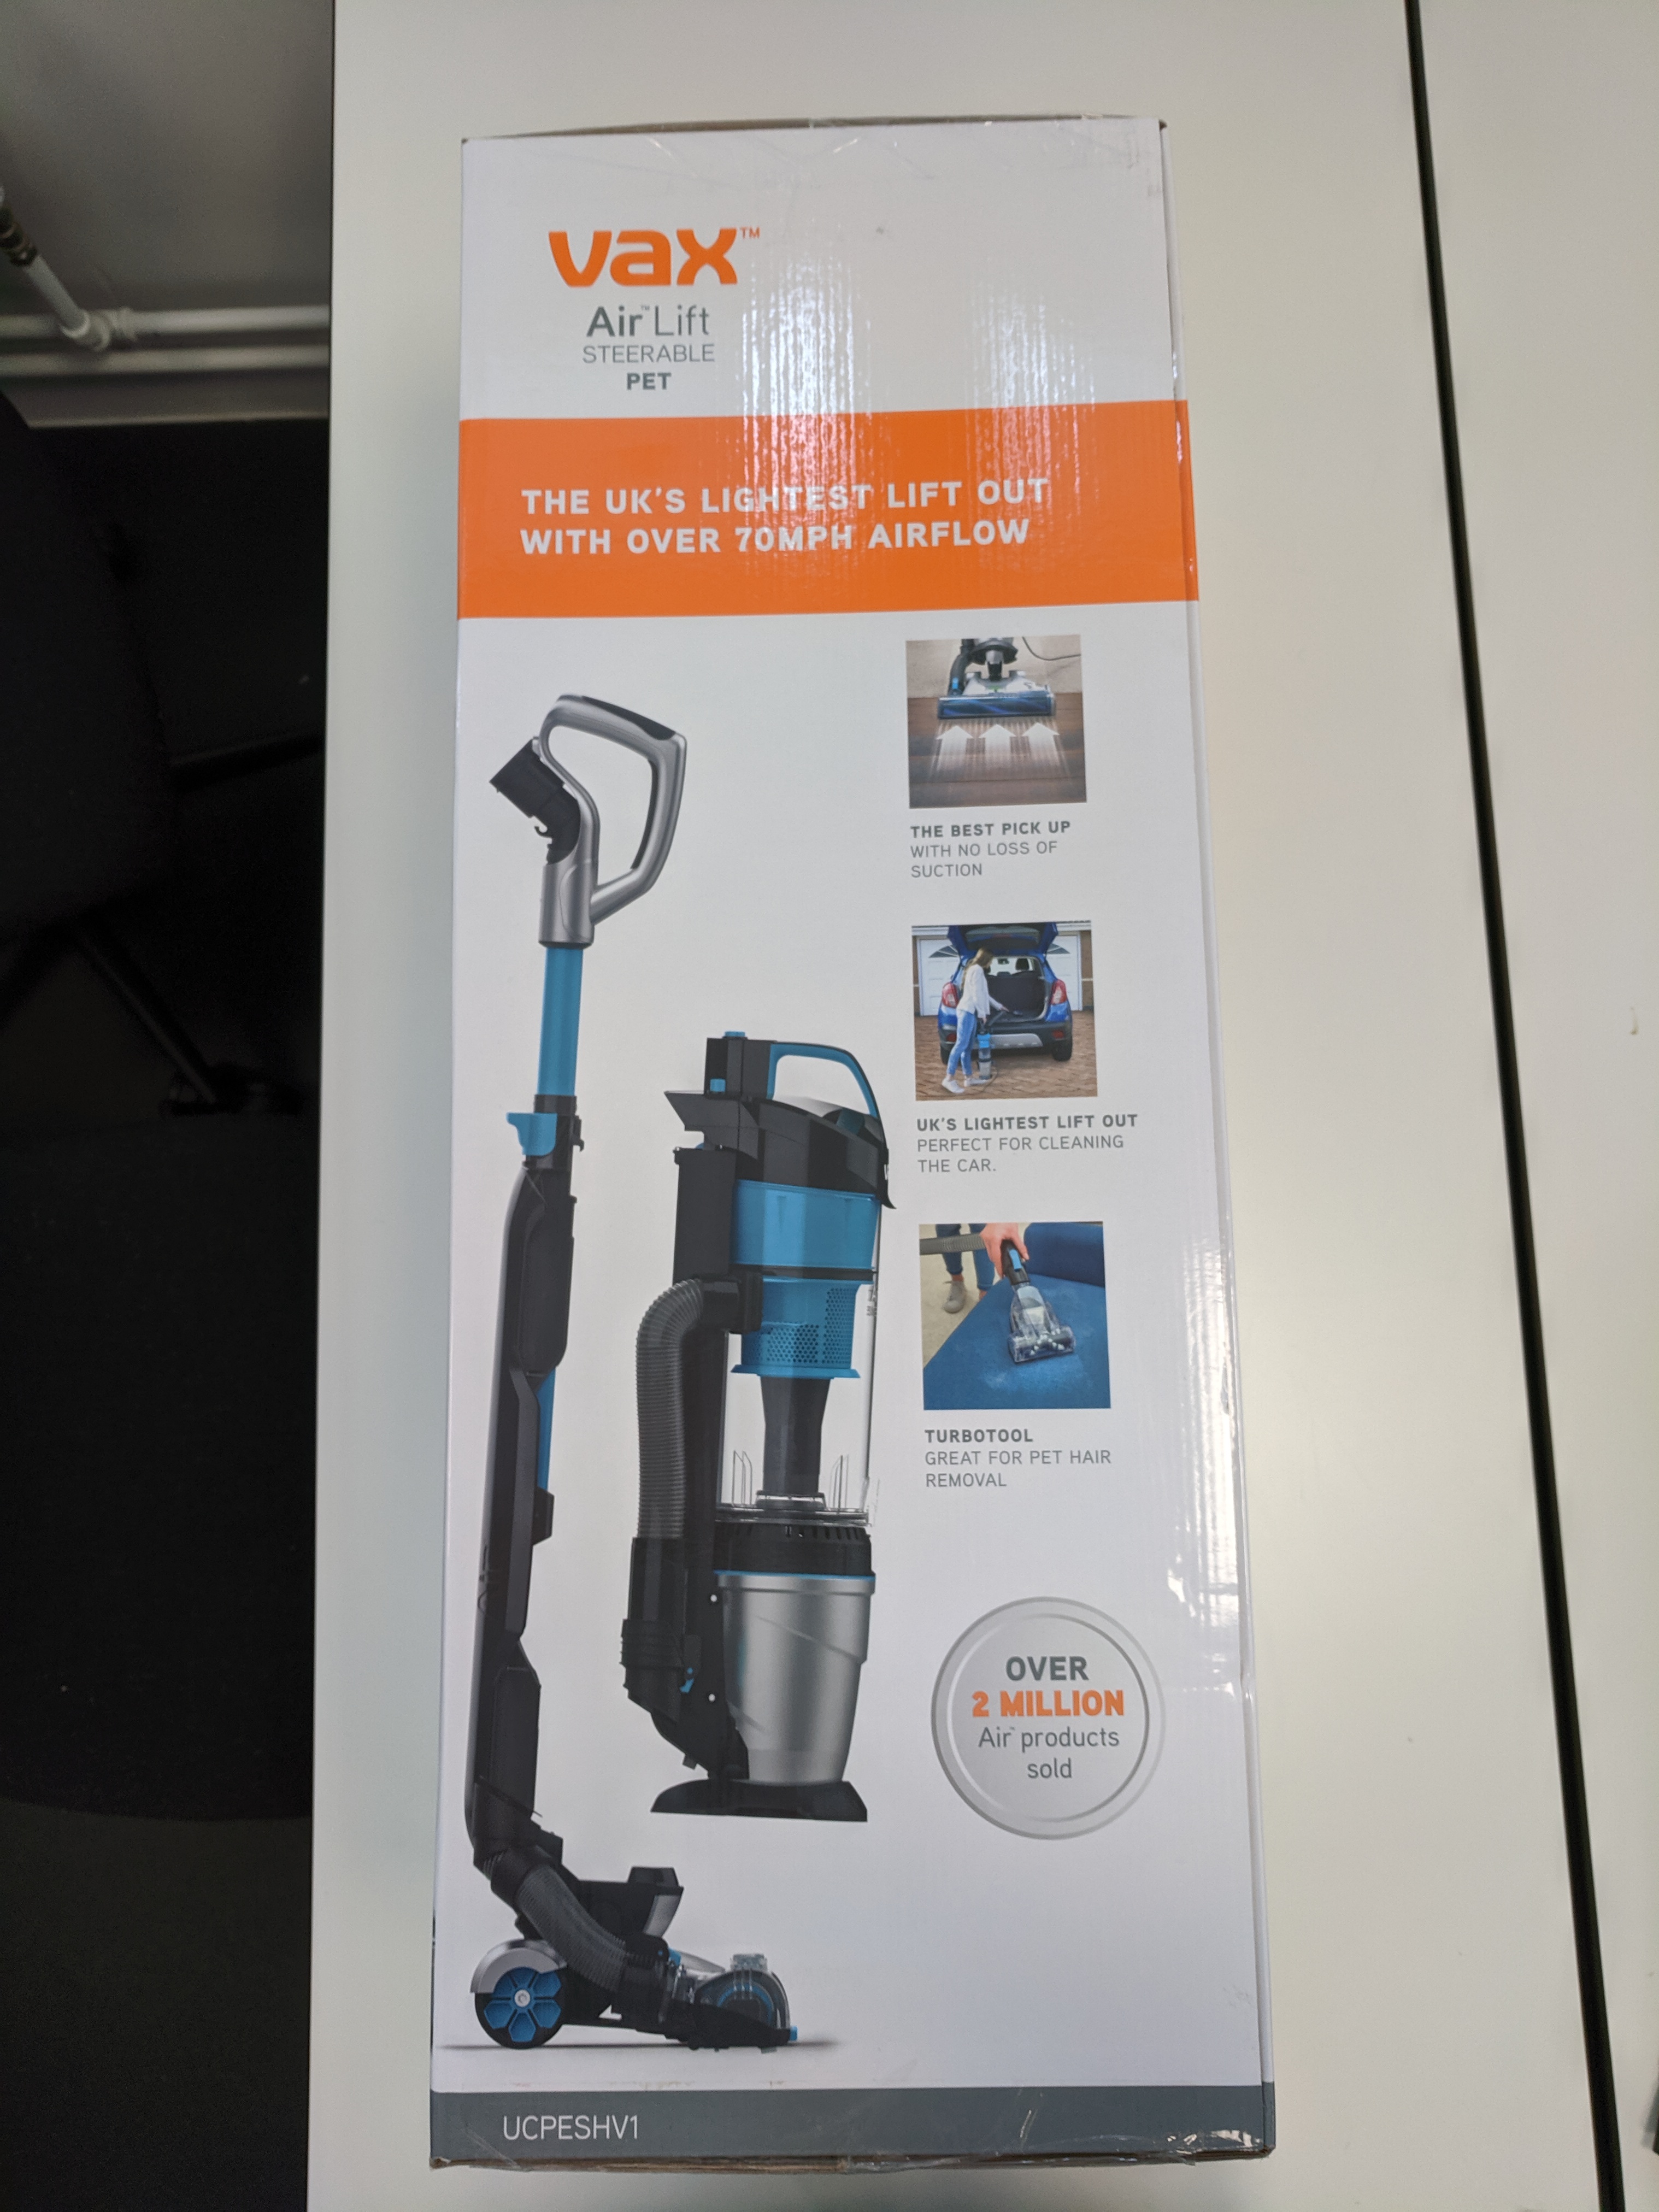 vax™
Air™ Lift
STEERABLE
PET
THE UK'S LIGHTEST LIFT OUT
WITH OVER 70MPH AIRFLOW
THE BEST PICK UP
WITH NO LOSS OF
SUCTION
UK'S LIGHTEST LIFT OUT
PERFECT FOR CLEANING
THE CAR.
TURBOTOOL
GREAT FOR PET HAIR
REMOVAL
OVER
2 MILLION
Air™ products
sold
UCPESHV1